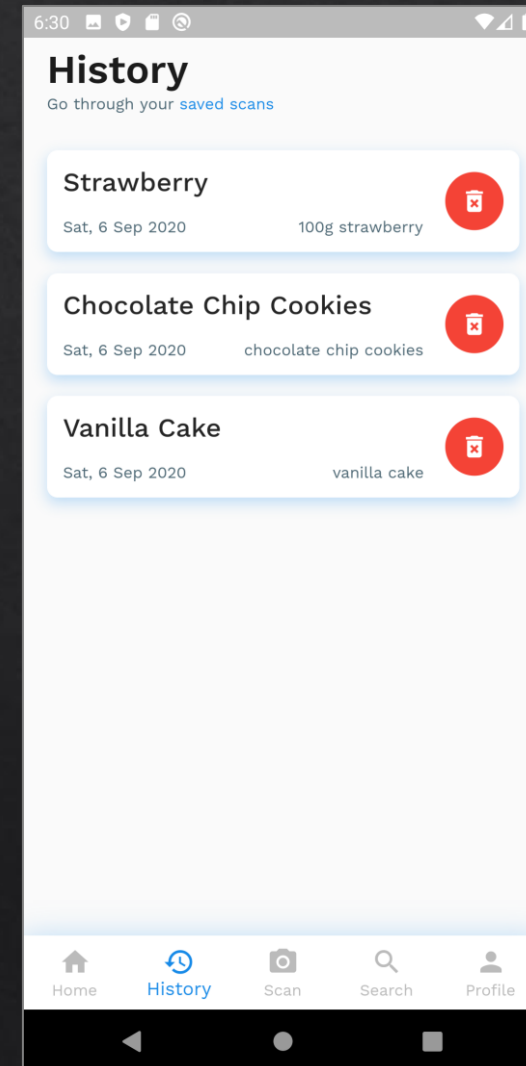 6:30
History
Go through your saved scans
Strawberry
Sat, 6 Sep 2020 100g strawberry
Chocolate Chip Cookies
Sat, 6 Sep 2020 chocolate chip cookies
Vanilla Cake
Sat, 6 Sep 2020 vanilla cake
Home History Scan Search Profile